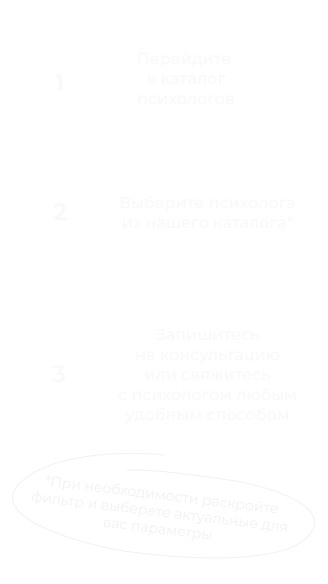 1
Перейдите
в каталог
психологов
2
Выберите психолога
из нашего каталога*
3
Запишитесь
на консультацию
или свяжитесь
с психологом любым
удобным способом
*При необходимости раскройте
фильтр и выберете актуальные для
вас параметры